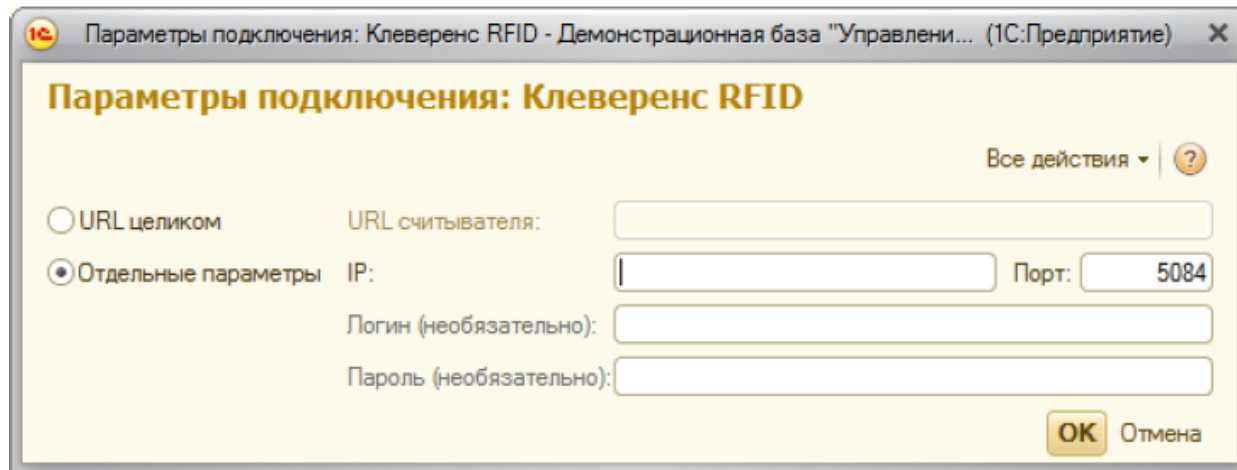 1С Параметры подключения: Клеверенс RFID - Демонстрационная база "Управлени... (1С:Предприятие)
Параметры подключения: Клеверенс RFID
Все действия ?
URL целиком URL считывателя:
Отдельные параметры IP: Порт: 5084
Логин (необязательно):
Пароль (необязательно):
OK Отмена